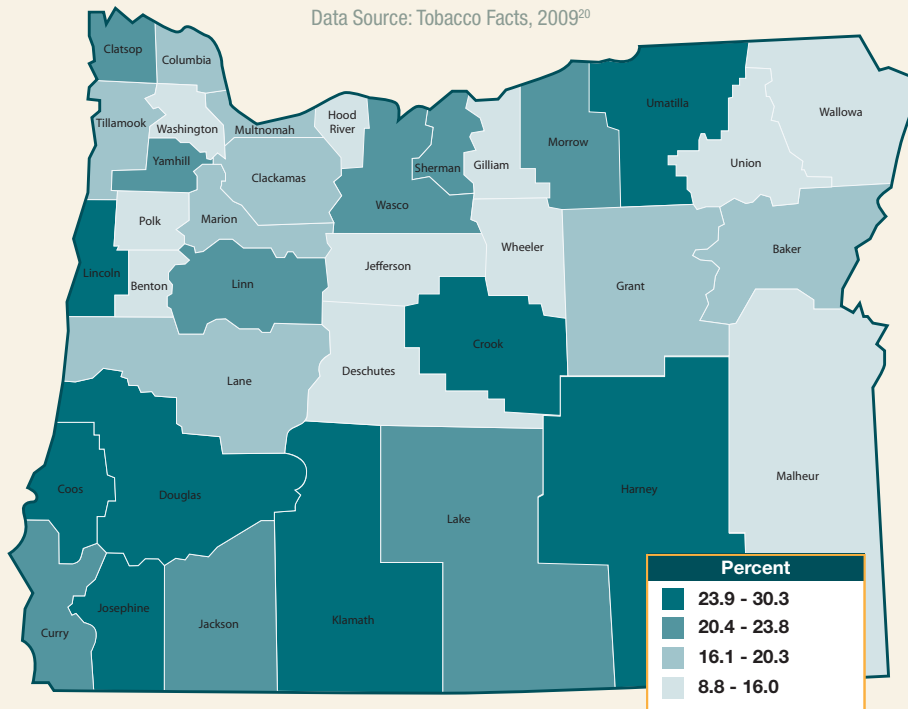 Data Source: Tobacco Facts, 2009²⁰
Clatsop
Columbia
Tillamook
Washington
Multnomah
Hood
River
Yamhill
Clackamas
Sherman
Gilliam
Morrow
Umatilla
Wallowa
Union
Wasco
Polk
Marion
Wheeler
Baker
Lincoln
Benton
Linn
Jefferson
Grant
Crook
Lane
Deschutes
Coos
Douglas
Lake
Harney
Malheur
Curry
Josephine
Jackson
Klamath
Percent
23.9 - 30.3
20.4 - 23.8
16.1 - 20.3
8.8 - 16.0